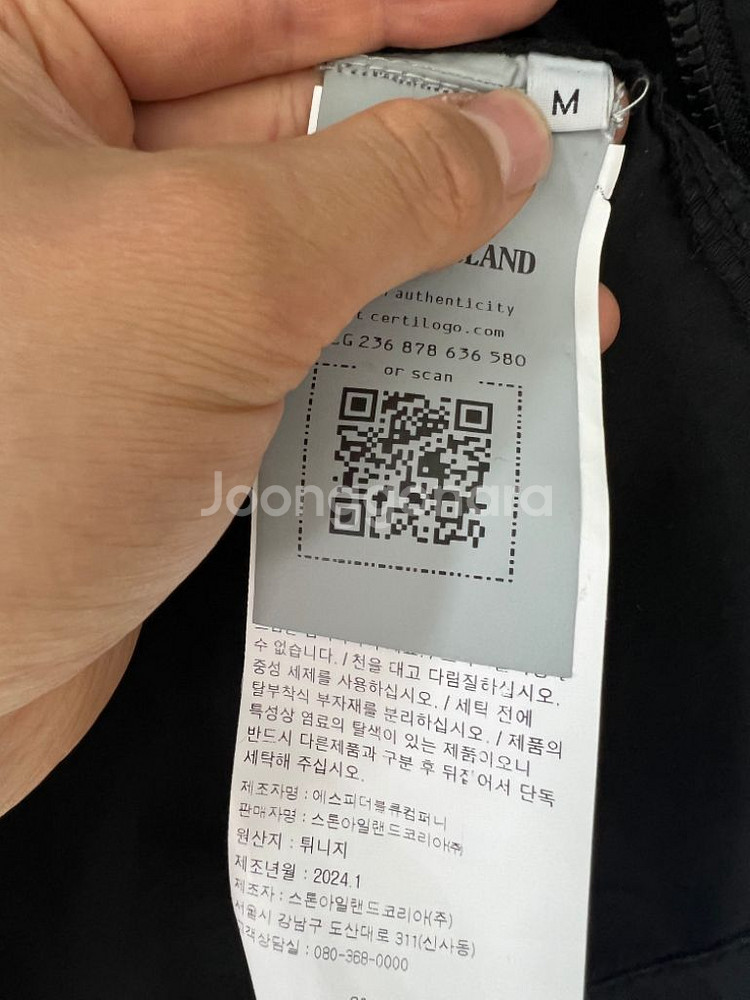 M
LAND
authenticity
certilogo.com
236 878 636 580
or scan
Joonggonara
수 없습니다. / 천을 대고 다림질하십시오.
중성 세제를 사용하십시오. / 세탁 전에
탈부착식 부자재를 분리하십시오. / 제품의
특성상 염료의 탈색이 있는 제품이오니
반드시 다른제품과 구분 후 뒤집어서 단독
세탁해 주십시오.
제조자명 : 에스피더블류컴퍼니
판매자명 : 스톤아일랜드코리아㈜
원산지 : 튀니지
제조년월 : 2024.1
제조자 : 스톤아일랜드코리아(주)
서울시 강남구 도산대로 311(신사동)
고객상담실 : 080-368-0000